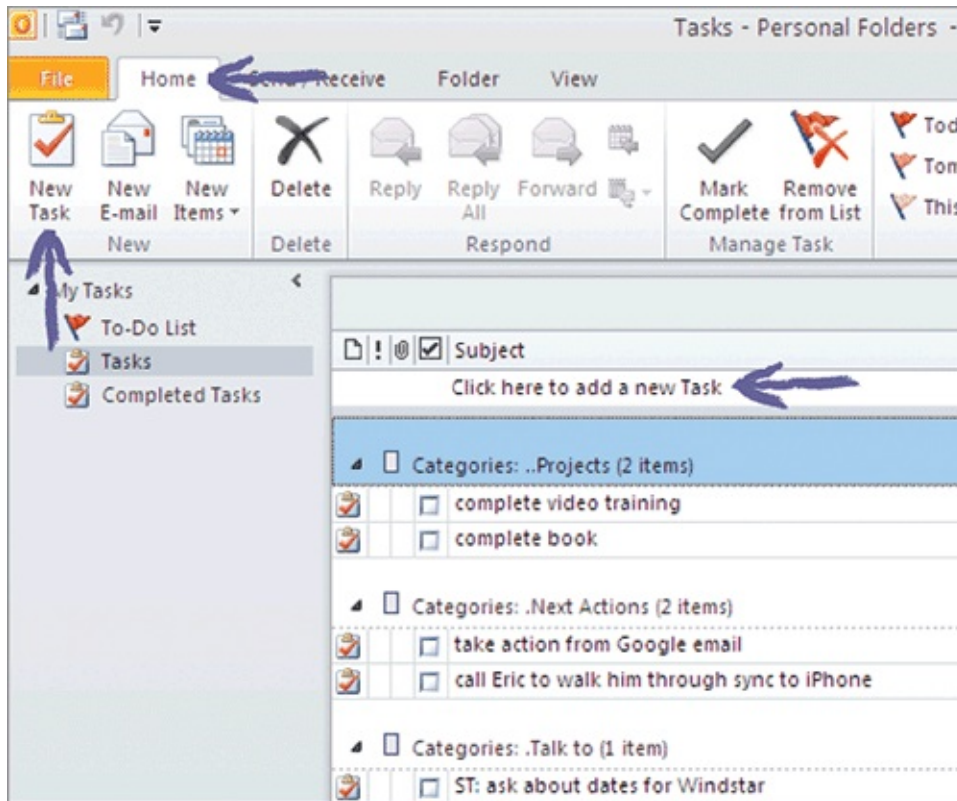 Tasks - Personal Folders -
File Home Send / Receive Folder View
New Task
New E-mail
New Items
Delete
Reply
Reply All
Forward
Mark Complete
Remove from List
Tod
Tom
This
New Delete Respond Manage Task
My Tasks
To-Do List
Tasks
Completed Tasks
Subject
Click here to add a new Task
Categories: ..Projects (2 items)
complete video training
complete book
Categories: .Next Actions (2 items)
take action from Google email
call Eric to walk him through sync to iPhone
Categories: .Talk to (1 item)
ST: ask about dates for Windstar